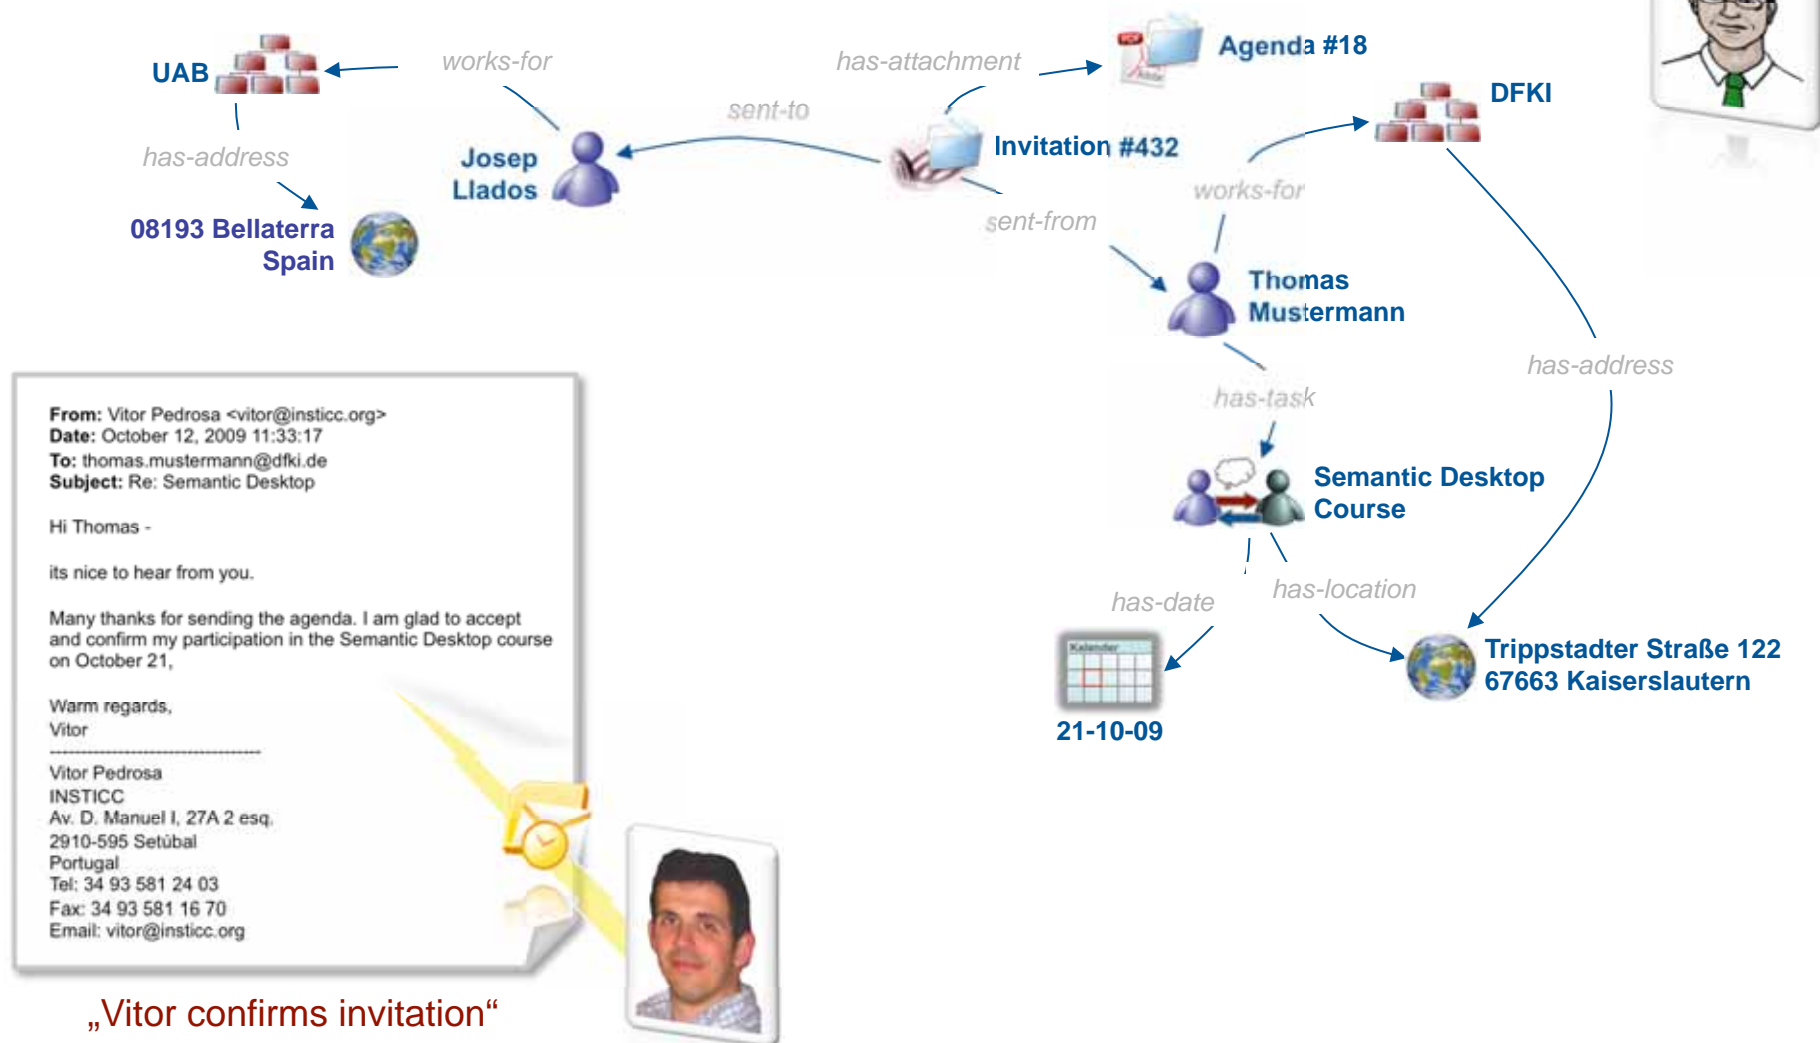 UAB
works-for
has-attachment
PDF
Adobe
Agenda #18
DFKI
sent-to
has-address
Josep
Llados
Invitation #432
works-for
sent-from
08193 Bellaterra
Spain
Thomas
Mustermann
has-address
has-task
Semantic Desktop
Course
has-date
has-location
Kalender
21-10-09
Trippstadter Straße 122
67663 Kaiserslautern
From: Vitor Pedrosa <vitor@insticc.org>
Date: October 12, 2009 11:33:17
To: thomas.mustermann@dfki.de
Subject: Re: Semantic Desktop
Hi Thomas -
its nice to hear from you.
Many thanks for sending the agenda. I am glad to accept
and confirm my participation in the Semantic Desktop course
on October 21,
Warm regards,
Vitor
------------------------------------
Vitor Pedrosa
INSTICC
Av. D. Manuel I, 27A 2 esq.
2910-595 Setúbal
Portugal
Tel: 34 93 581 24 03
Fax: 34 93 581 16 70
Email: vitor@insticc.org
„Vitor confirms invitation“